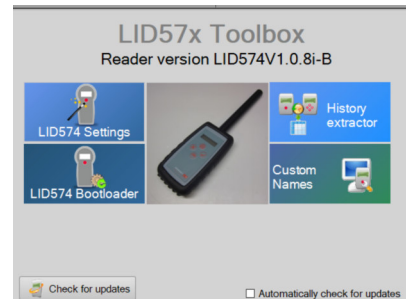 LID57x Toolbox
Reader version LID574V1.0.8i-B
LID574 Settings
History
extractor
LID574 Bootloader
Custom
Names
Check for updates
Automatically check for updates